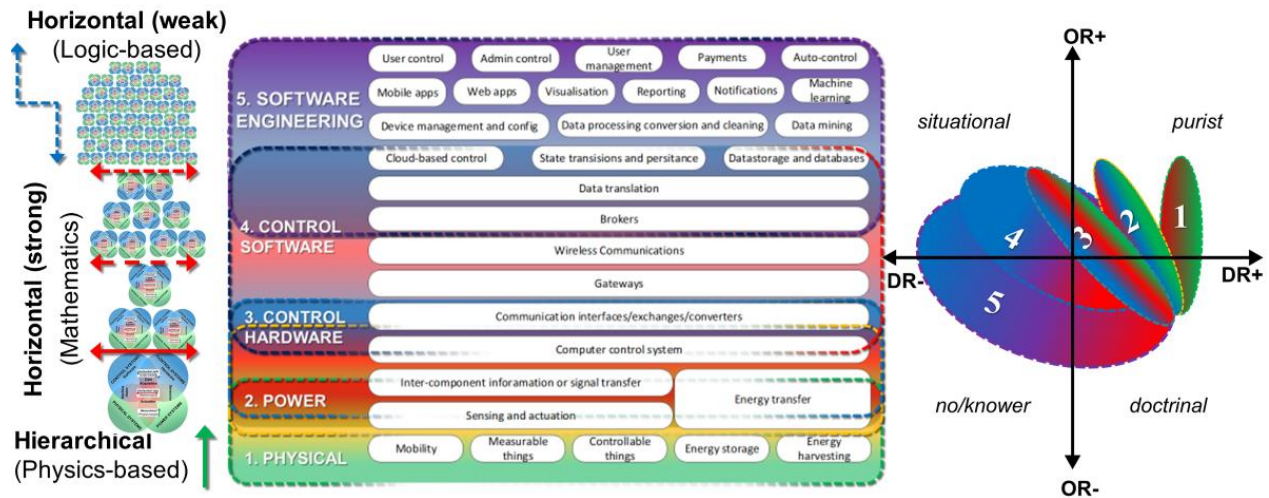 Horizontal (weak)
(Logic-based)
Horizontal (strong)
(Mathematics)
Hierarchical
(Physics-based)
5. SOFTWARE
ENGINEERING
User control
Admin control
User
management
Payments
Auto-control
Mobile apps
Web apps
Visualisation
Reporting
Notifications
Machine
learning
Device management and config
Data processing conversion and cleaning
Data mining
4. CONTROL
SOFTWARE
Cloud-based control
State transisions and persitance
Datastorage and databases
Data translation
Brokers
Wireless Communications
Gateways
3. CONTROL
HARDWARE
Communication interfaces/exchanges/converters
Computer control system
2. POWER
Inter-component inforamation or signal transfer
Sensing and actuation
Energy transfer
1. PHYSICAL
Mobility
Measurable
things
Controllable
things
Energy storage
Energy
harvesting
OR+
situational
purist
4
3
2
1
5
DR-
DR+
no/knower
doctrinal
OR-